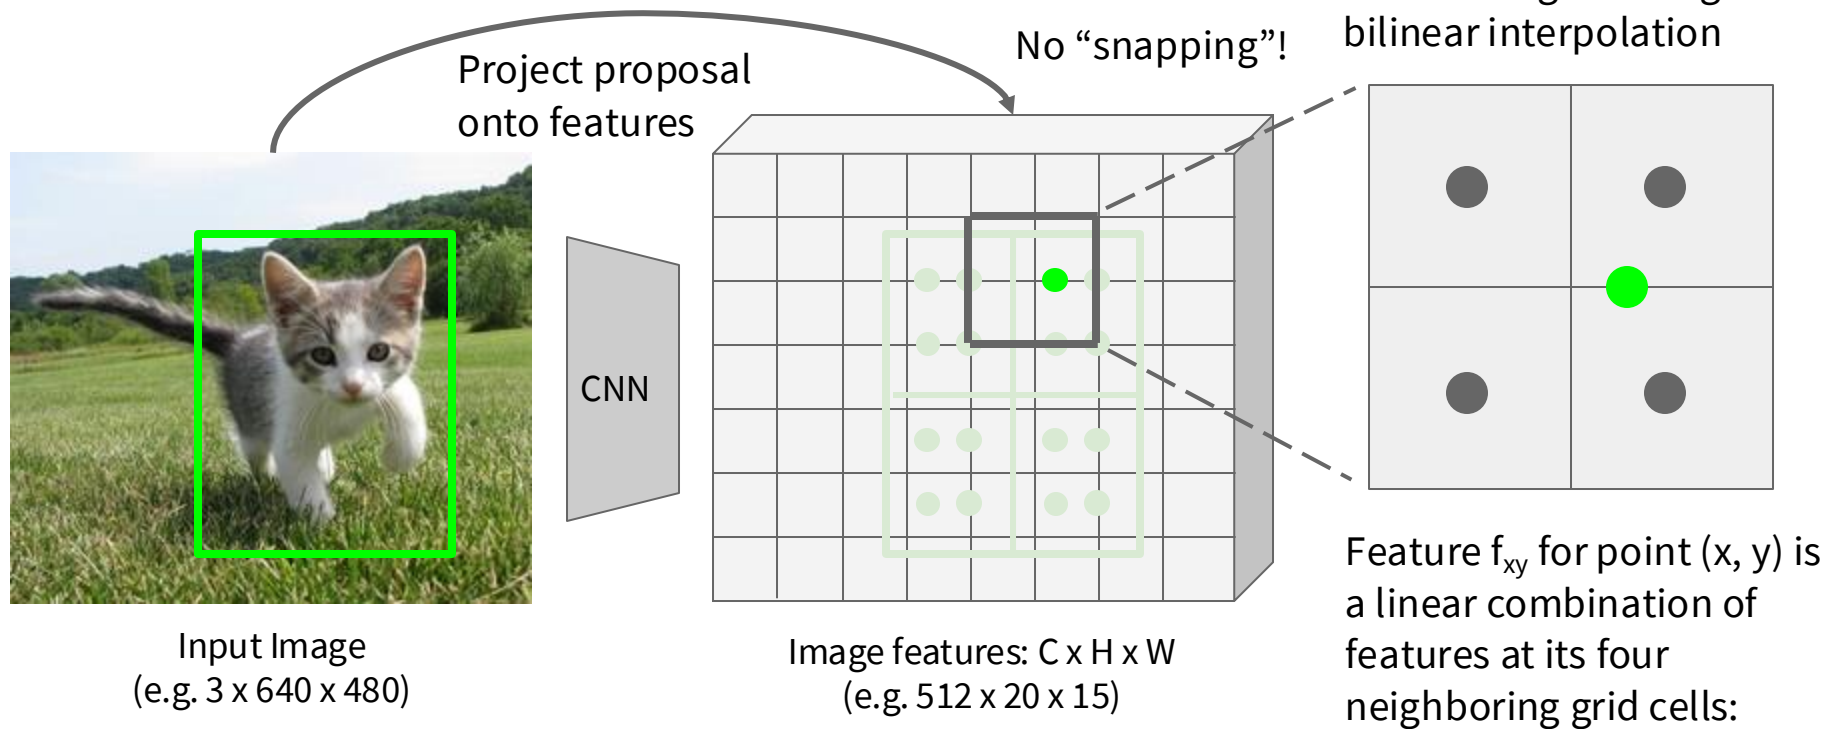 bilinear interpolation
No “snapping”!
Project proposal
onto features
CNN
Input Image
(e.g. 3 x 640 x 480)
Image features: C x H x W
(e.g. 512 x 20 x 15)
Feature fxy for point (x, y) is
a linear combination of
features at its four
neighboring grid cells: